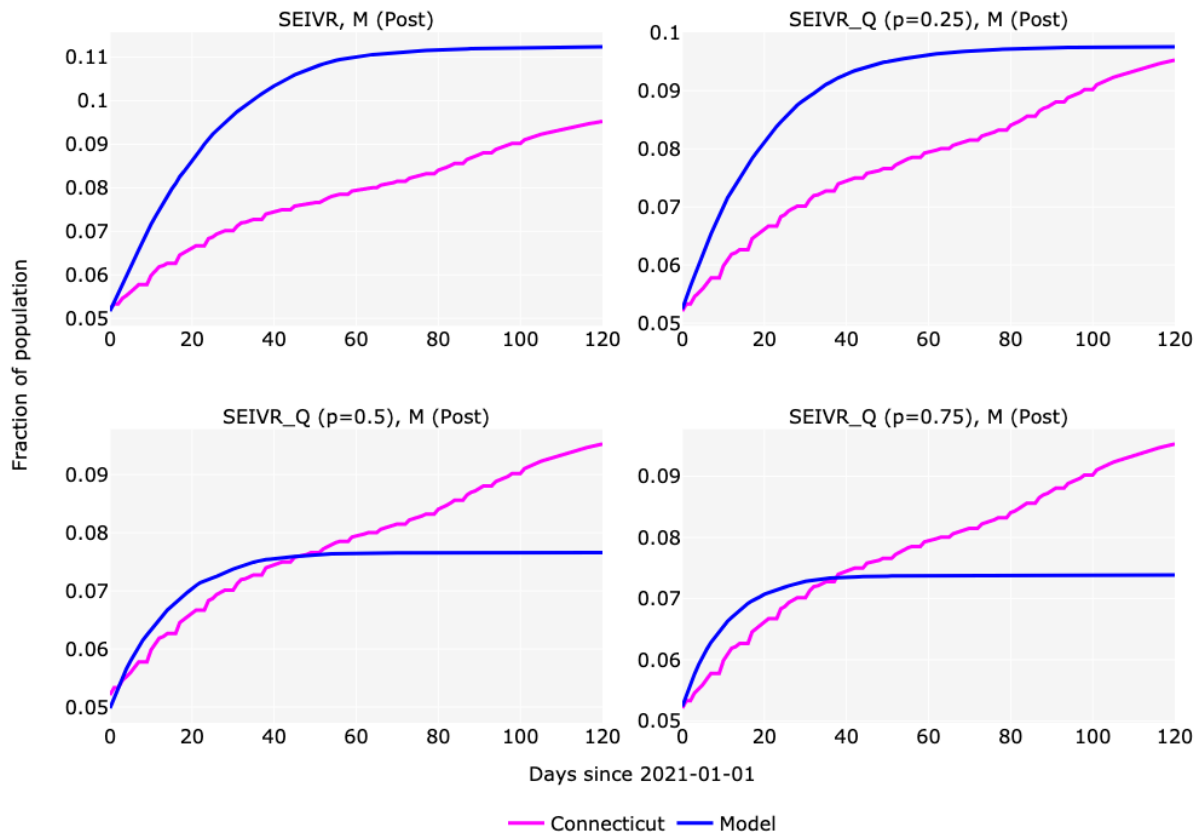 SEIVR, M (Post)
0.11
0.1
0.09
0.08
0.07
0.06
0.05
0 20 40 60 80 100 120
SEIVR_Q (p=0.25), M (Post)
0.1
0.09
0.08
0.07
0.06
0.05
0 20 40 60 80 100 120
Fraction of population
SEIVR_Q (p=0.5), M (Post)
0.09
0.08
0.07
0.06
0.05
0 20 40 60 80 100 120
SEIVR_Q (p=0.75), M (Post)
0.09
0.08
0.07
0.06
0.05
0 20 40 60 80 100 120
Days since 2021-01-01
Connecticut Model